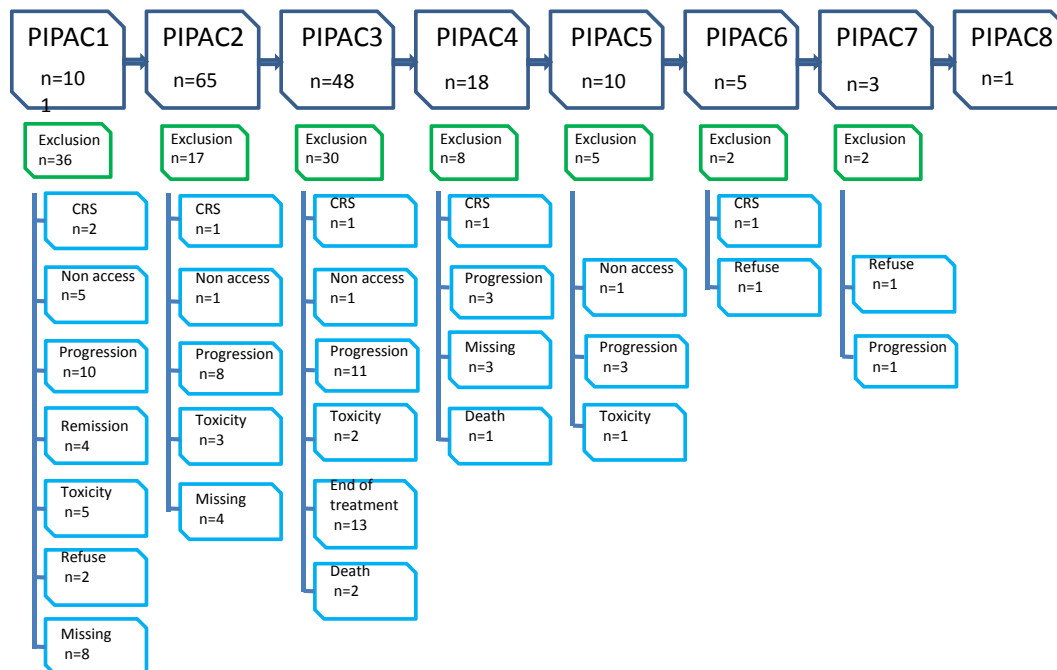 PIPAC1
n=10
1
PIPAC2
n=65
PIPAC3
n=48
PIPAC4
n=18
PIPAC5
n=10
PIPAC6
n=5
PIPAC7
n=3
PIPAC8
n=1
Exclusion
n=36
Exclusion
n=17
Exclusion
n=30
Exclusion
n=8
Exclusion
n=5
Exclusion
n=2
Exclusion
n=2
CRS
n=2
Non access
n=5
Progression
n=10
Remission
n=4
Toxicity
n=5
Refuse
n=2
Missing
n=8
CRS
n=1
Non access
n=1
Progression
n=8
Toxicity
n=3
Missing
n=4
CRS
n=1
Non access
n=1
Progression
n=11
Toxicity
n=2
End of
treatment
n=13
Death
n=2
CRS
n=1
Progression
n=3
Missing
n=3
Death
n=1
Non access
n=1
Progression
n=3
Toxicity
n=1
CRS
n=1
Refuse
n=1
Refuse
n=1
Progression
n=1